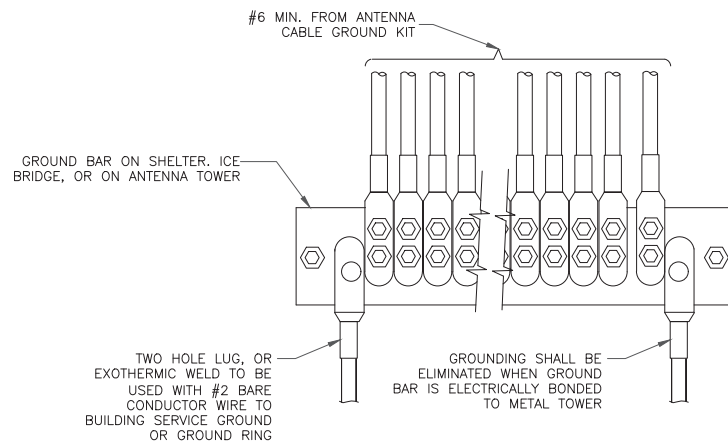 #6 MIN. FROM ANTENNA
CABLE GROUND KIT
GROUND BAR ON SHELTER. ICE
BRIDGE, OR ON ANTENNA TOWER
TWO HOLE LUG, OR
EXOTHERMIC WELD TO BE
USED WITH #2 BARE
CONDUCTOR WIRE TO
BUILDING SERVICE GROUND
OR GROUND RING
GROUNDING SHALL BE
ELIMINATED WHEN GROUND
BAR IS ELECTRICALLY BONDED
TO METAL TOWER